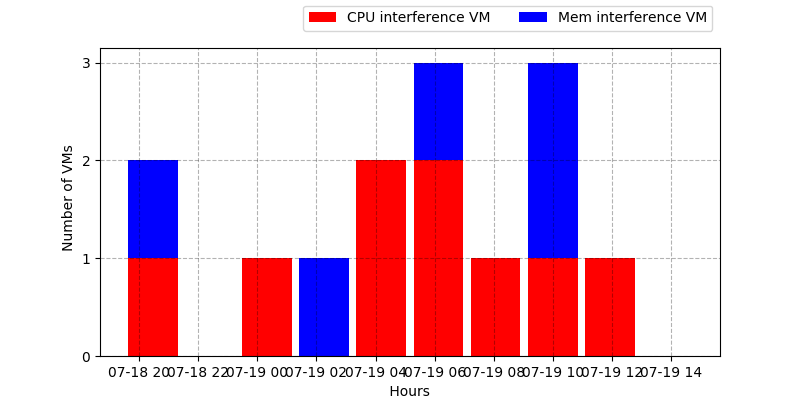 CPU interference VM Mem interference VM
3
2
1
0
Number of VMs
07-18 20 07-18 22 07-19 00 07-19 02 07-19 04 07-19 06 07-19 08 07-19 10 07-19 12 07-19 14
Hours